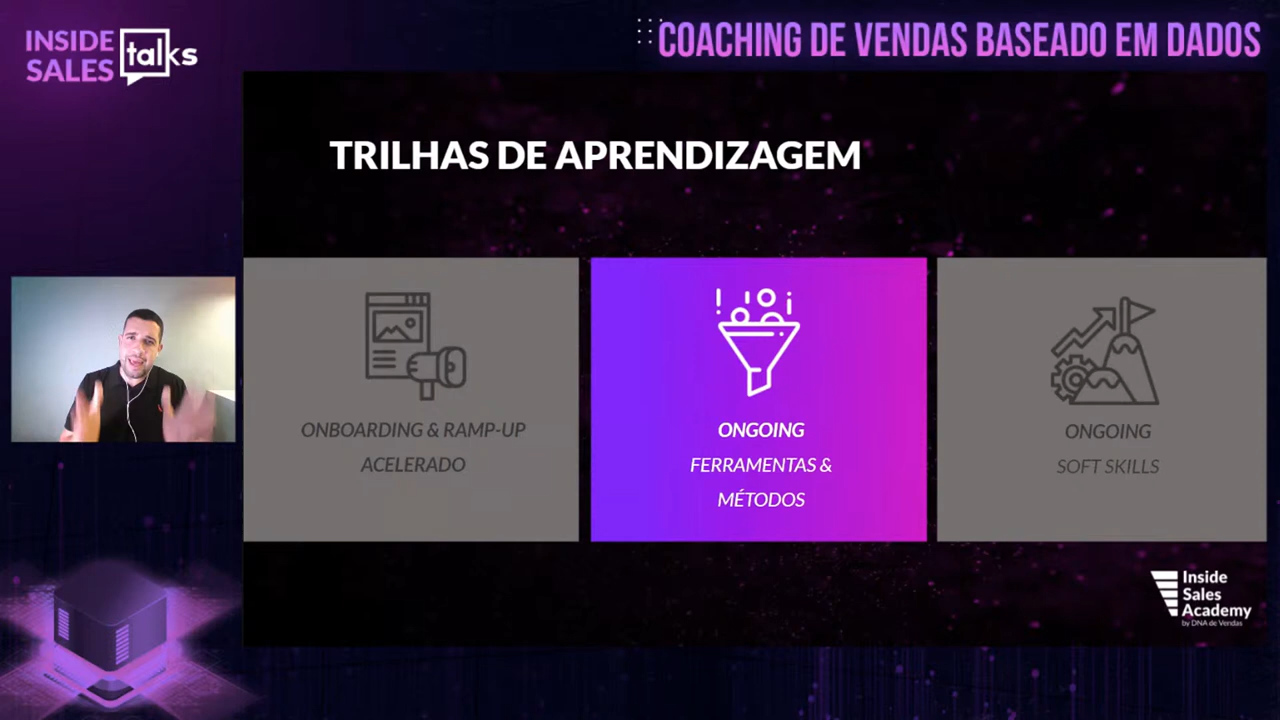 INSIDE
SALES
talks
COACHING DE VENDAS BASEADO EM DADOS
TRILHAS DE APRENDIZAGEM
ONBOARDING & RAMP-UP
ACELERADO
ONGOING
FERRAMENTAS &
MÉTODOS
ONGOING
SOFT SKILLS
Inside
Sales
Academy
by DNA de Vendas